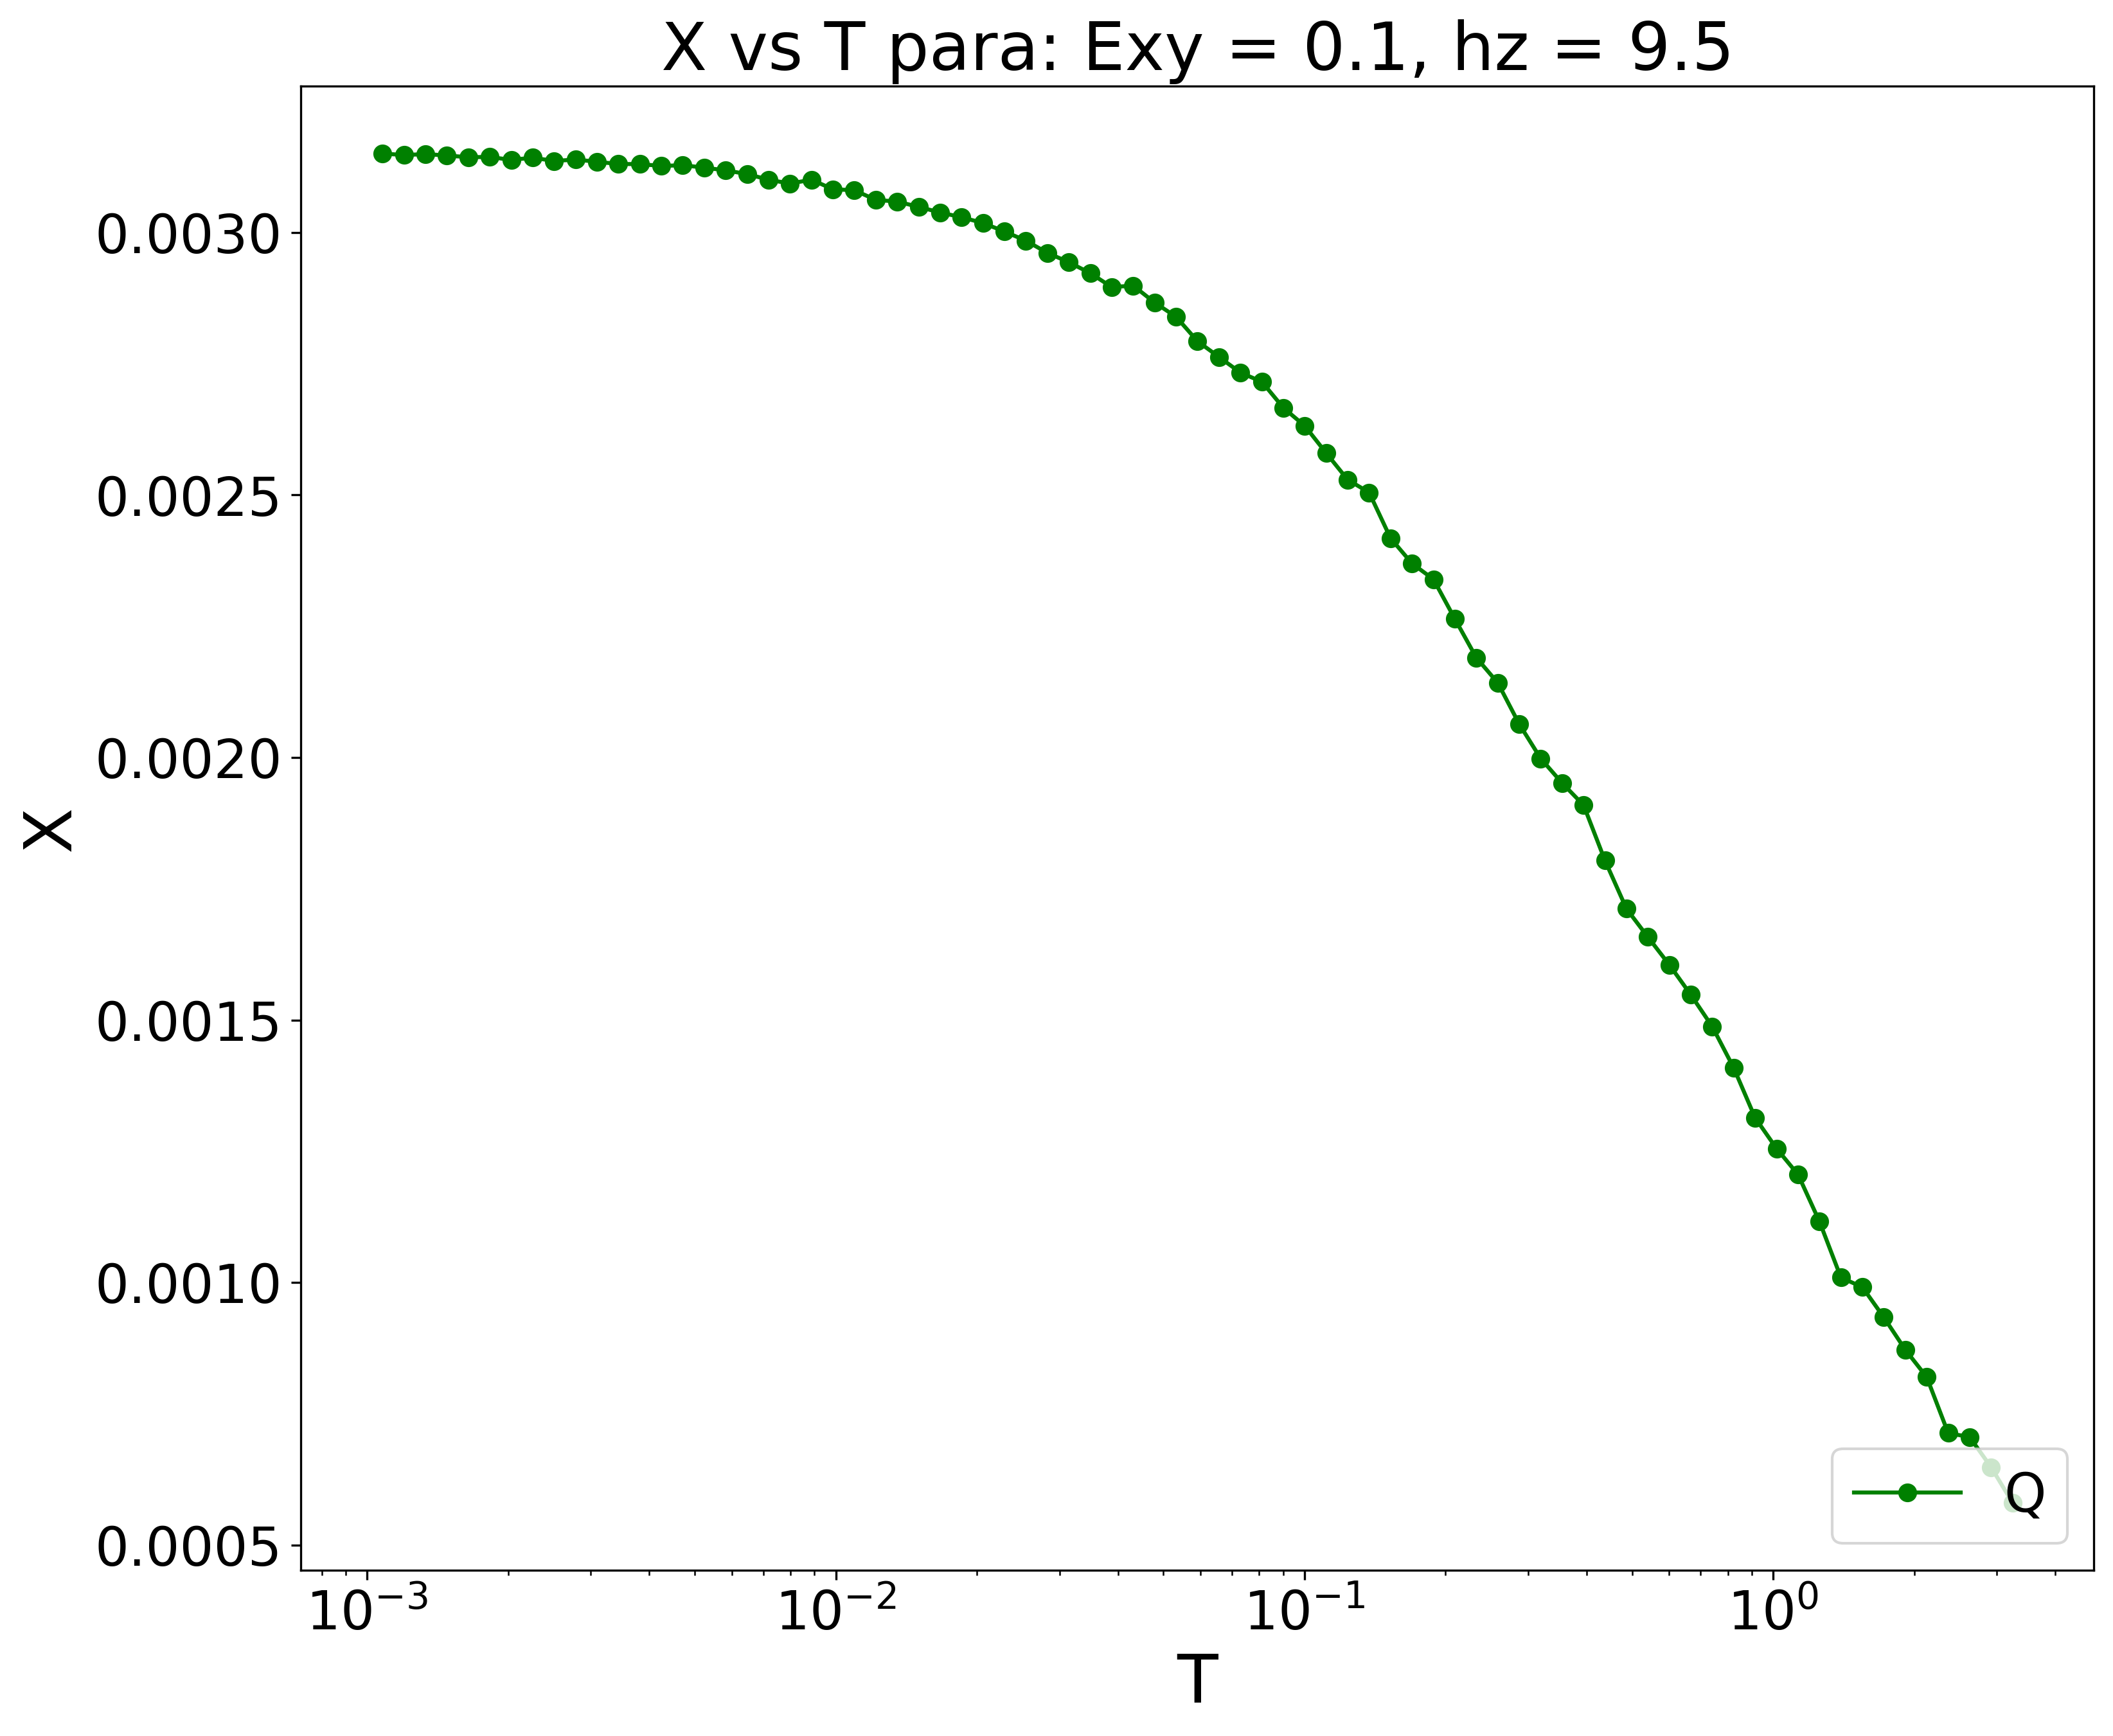 X vs T para: Exy = 0.1, hz = 9.5
X
0.0030
0.0025
0.0020
0.0015
0.0010
0.0005
10⁻³ 10⁻² 10⁻¹ 10⁰
T
Q